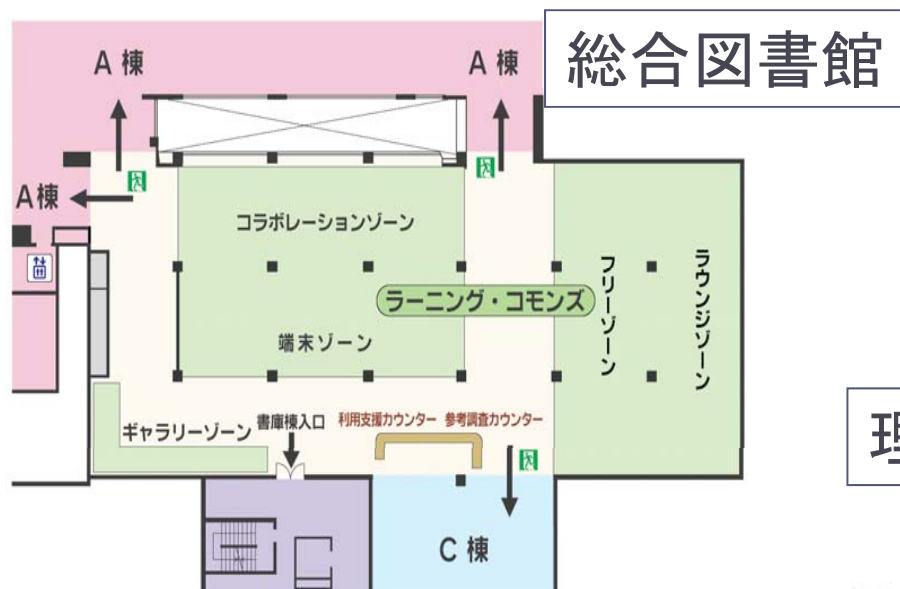 総合図書館
A 棟
A 棟
A棟
コラボレーションゾーン
ラーニング・コモンズ
フリーゾーン
ラウンジゾーン
端末ゾーン
ギャラリーゾーン
書庫棟入口
利用支援カウンター
参考調査カウンター
C 棟